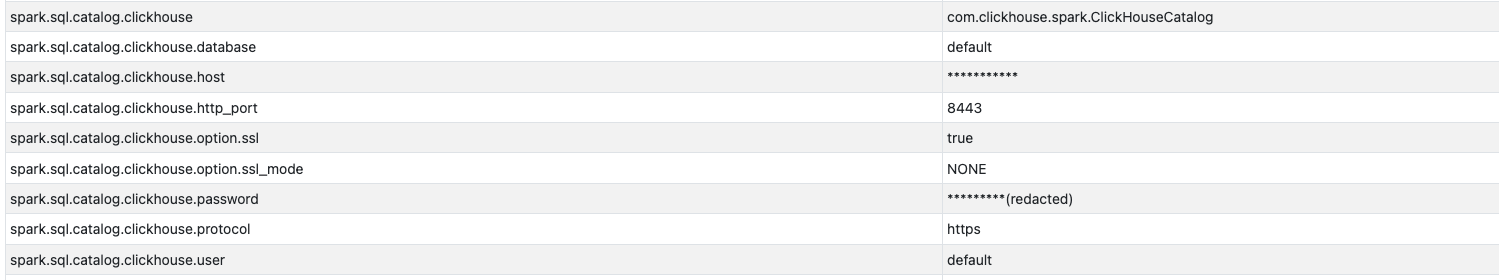 spark.sql.catalog.clickhouse com.clickhouse.spark.ClickHouseCatalog
spark.sql.catalog.clickhouse.database default
spark.sql.catalog.clickhouse.host ***********
spark.sql.catalog.clickhouse.http_port 8443
spark.sql.catalog.clickhouse.option.ssl true
spark.sql.catalog.clickhouse.option.ssl_mode NONE
spark.sql.catalog.clickhouse.password *********(redacted)
spark.sql.catalog.clickhouse.protocol https
spark.sql.catalog.clickhouse.user default